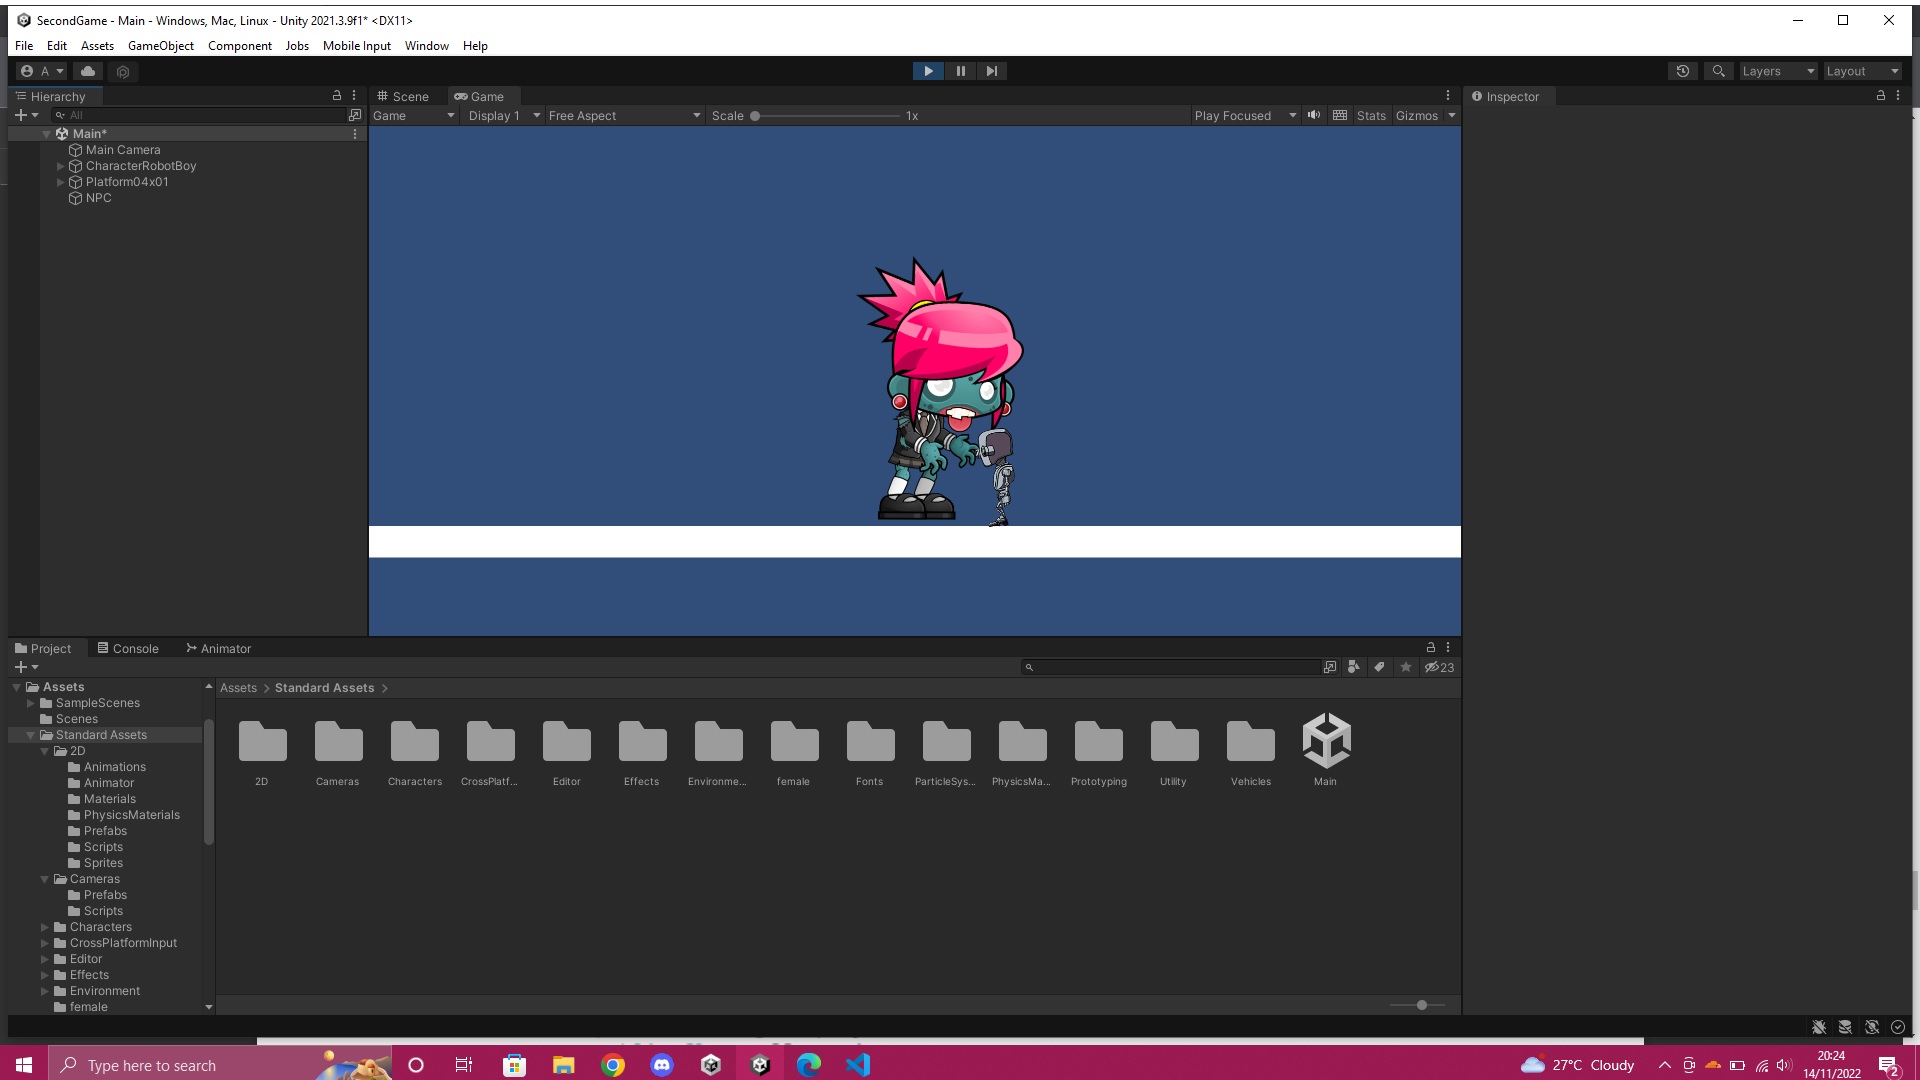 SecondGame - Main - Windows, Mac, Linux - Unity 2021.3.9f1* <DX11>
File Edit Assets GameObject Component Jobs Mobile Input Window Help
A
Layers
Layout
Hierarchy
All
Main*
Main Camera
CharacterRobotBoy
Platform04x01
NPC
Scene Game
Game Display 1 Free Aspect Scale 1x Play Focused Stats Gizmos
Inspector
Project Console Animator
23
Assets
SampleScenes
Scenes
Standard Assets
2D
Animations
Animator
Materials
PhysicsMaterials
Prefabs
Scripts
Sprites
Cameras
Prefabs
Scripts
Characters
CrossPlatformInput
Editor
Effects
Environment
female
Assets > Standard Assets >
2D Cameras Characters CrossPlatf... Editor Effects Environme... female Fonts ParticleSys... PhysicsMa... Prototyping Utility Vehicles Main
Type here to search
27°C Cloudy
20:24
14/11/2022
2